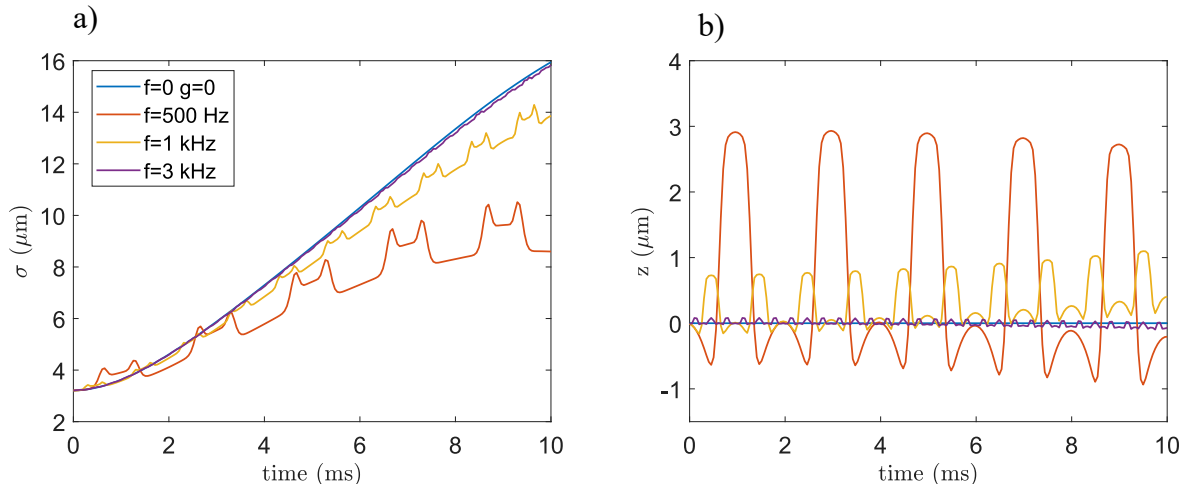 a)
16
14
12
10
8
6
4
2
σ (μm)
f=0 g=0
f=500 Hz
f=1 kHz
f=3 kHz
0 2 4 6 8 10
time (ms)
b)
4
3
2
1
0
-1
z (μm)
0 2 4 6 8 10
time (ms)